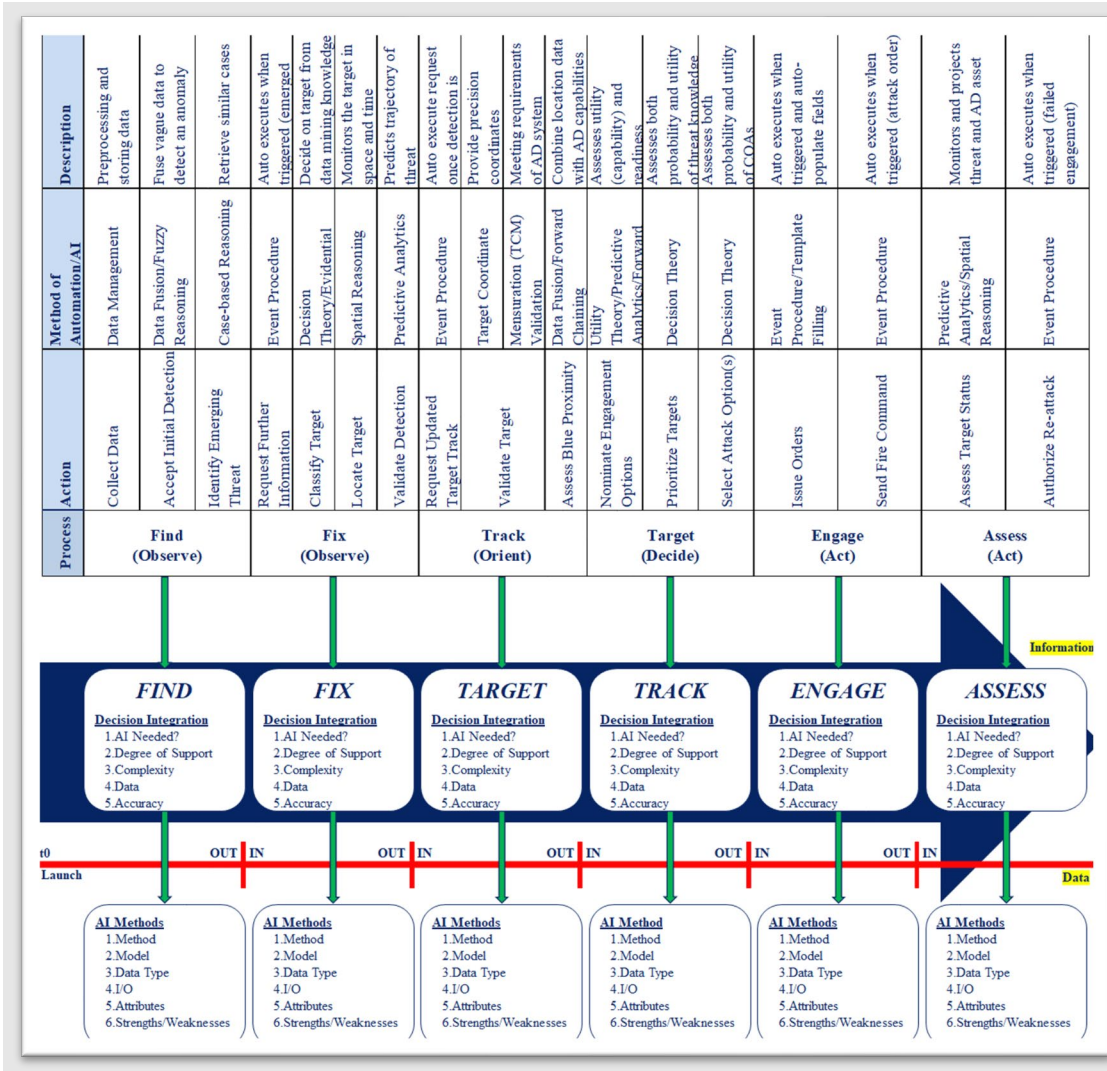 Description
Preprocessing and
storing data
Fuse vague data to
detect an anomaly
Retrieve similar cases
Auto executes when
triggered (emerged
Decide on target from
data mining knowledge
Monitors the target in
space and time
Predicts trajectory of
threat
Auto execute request
once detection is
Provide precision
coordinates
Meeting requirements
of AD system
Combine location data
with AD capabilities
Assesses utility
(capability) and
readiness
Assesses both
probability and utility
of threat knowledge
Assesses both
probability and utility
of COAs
Auto executes when
triggered and auto-
populate fields
Auto executes when
triggered (attack order)
Monitors and projects
threat and AD asset
Auto executes when
triggered (failed
engagement)
Method of
Automation/AI
Data Management
Data Fusion/Fuzzy
Reasoning
Case-based Reasoning
Event Procedure
Decision
Theory/Evidential
Spatial Reasoning
Predictive Analytics
Event Procedure
Target Coordinate
Mensuration (TCM)
Validation
Data Fusion/Forward
Chaining
Utility
Theory/Predictive
Analytics/Forward
Decision Theory
Decision Theory
Event
Procedure/Template
Filling
Event Procedure
Predictive
Analytics/Spatial
Reasoning
Event Procedure
Action
Collect Data
Accept Initial Detection
Identify Emerging
Threat
Request Further
Information
Classify Target
Locate Target
Validate Detection
Request Updated
Target Track
Validate Target
Assess Blue Proximity
Nominate Engagement
Options
Prioritize Targets
Select Attack Option(s)
Issue Orders
Send Fire Command
Assess Target Status
Authorize Re-attack
Process
Find
(Observe)
Fix
(Observe)
Track
(Orient)
Target
(Decide)
Engage
(Act)
Assess
(Act)
Information
FIND
Decision Integration
1.AI Needed?
2.Degree of Support
3.Complexity
4.Data
5.Accuracy
FIX
Decision Integration
1.AI Needed?
2.Degree of Support
3.Complexity
4.Data
5.Accuracy
TARGET
Decision Integration
1.AI Needed?
2.Degree of Support
3.Complexity
4.Data
5.Accuracy
TRACK
Decision Integration
1.AI Needed?
2.Degree of Support
3.Complexity
4.Data
5.Accuracy
ENGAGE
Decision Integration
1.AI Needed?
2.Degree of Support
3.Complexity
4.Data
5.Accuracy
ASSESS
Decision Integration
1.AI Needed?
2.Degree of Support
3.Complexity
4.Data
5.Accuracy
t0
OUT IN
OUT IN
OUT IN
OUT IN
OUT IN
Launch
Data
AI Methods
1.Method
2.Model
3.Data Type
4.I/O
5.Attributes
6.Strengths/Weaknesses
AI Methods
1.Method
2.Model
3.Data Type
4.I/O
5.Attributes
6.Strengths/Weaknesses
AI Methods
1.Method
2.Model
3.Data Type
4.I/O
5.Attributes
6.Strengths/Weaknesses
AI Method
1.Method
2.Model
3.Data Type
4.I/O
5.Attributes
6.Strengths/Weaknesses
AI Methods
1.Method
2.Model
3.Data Type
4.I/O
5.Attributes
6.Strengths/Weaknesses
AI Methods
1.Method
2.Model
3.Data Type
4.I/O
5.Attributes
6.Strengths/Weaknesses